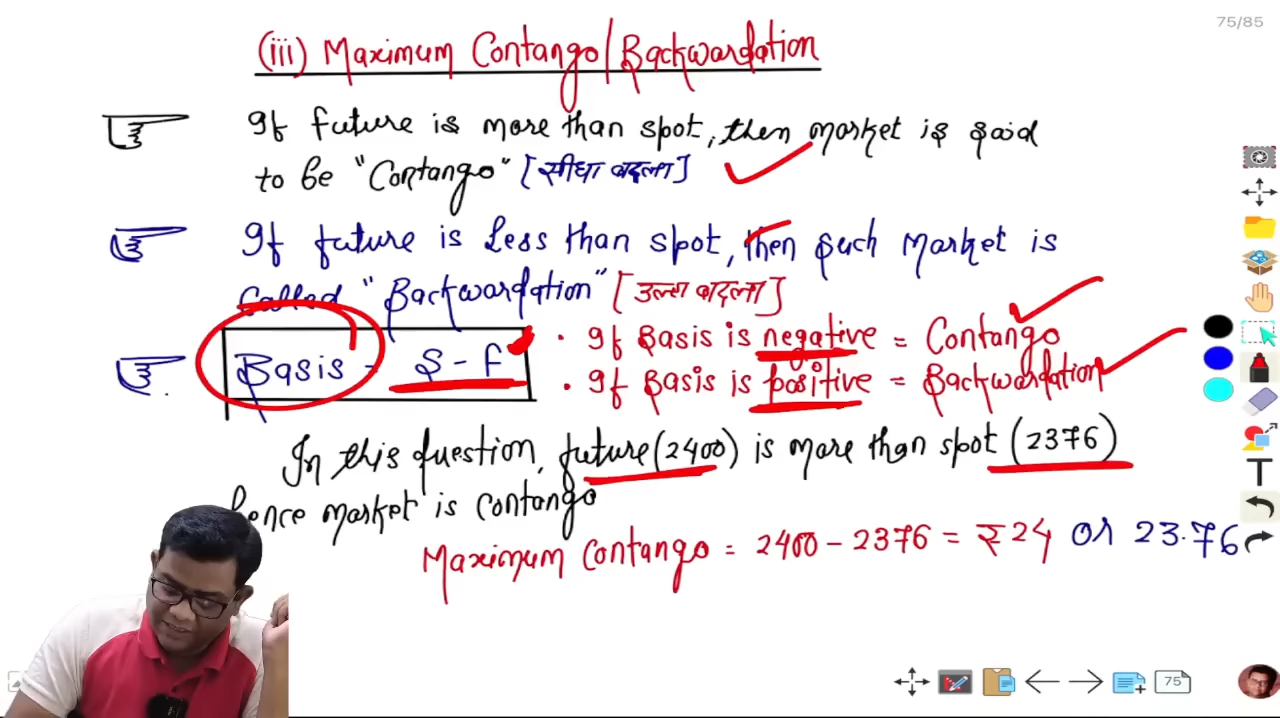 75/85
(iii) Maximum Contango/Backwardation
If future is more than spot, then market is said
to be "Contango" [सीधा बदला]
If future is less than spot, then such market is
called "Backwardation" [उल्टा बदला]
Basis = S - F
· If Basis is negative = Contango
· If Basis is positive = Backwardation
In this question, future (2400) is more than spot (2376)
hence market is contango
Maximum Contango = 2400 - 2376 = ₹24 or 23.76
T
75